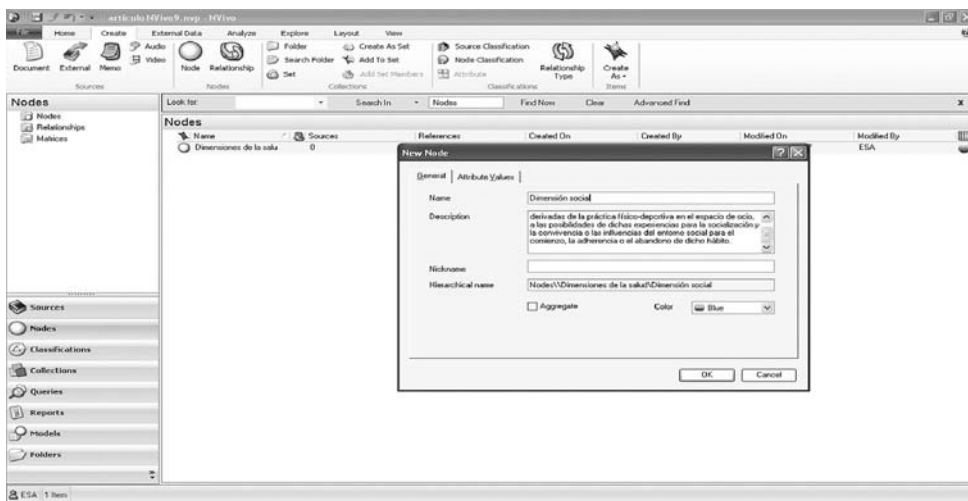 artículo NVivo9.nvp - NVivo
File Home Create External Data Analyze Explore Layout View
Document External Memo Audio Video
Node Relationship
Folder Create As Set
Search Folder Add To Set
Set Add Set Members
Source Classification
Node Classification
Attribute
Relationship Type
Create As
Sources Nodes Collections Classifications Items
Nodes
Nodes
Relationships
Matrices
Look for: Search In Nodes Find Now Clear Advanced Find X
Nodes
Name Sources References Created On Created By Modified On Modified By
Dimensiones de la salu 0 ESA
New Node
General Attribute Values
Name Dimensión social
Description derivadas de la práctica físico-deportiva en el espacio de ocio,
a las posibilidades de dichas experiencias para la socialización y
la convivencia o las influencias del entorno social para el
comienzo, la adherencia o el abandono de dicho hábito.
Nickname
Hierarchical name Nodes\\Dimensiones de la salud\Dimensión social
Aggregate Color Blue
OK Cancel
Sources
Nodes
Classifications
Collections
Queries
Reports
Models
Folders
ESA 1 Item